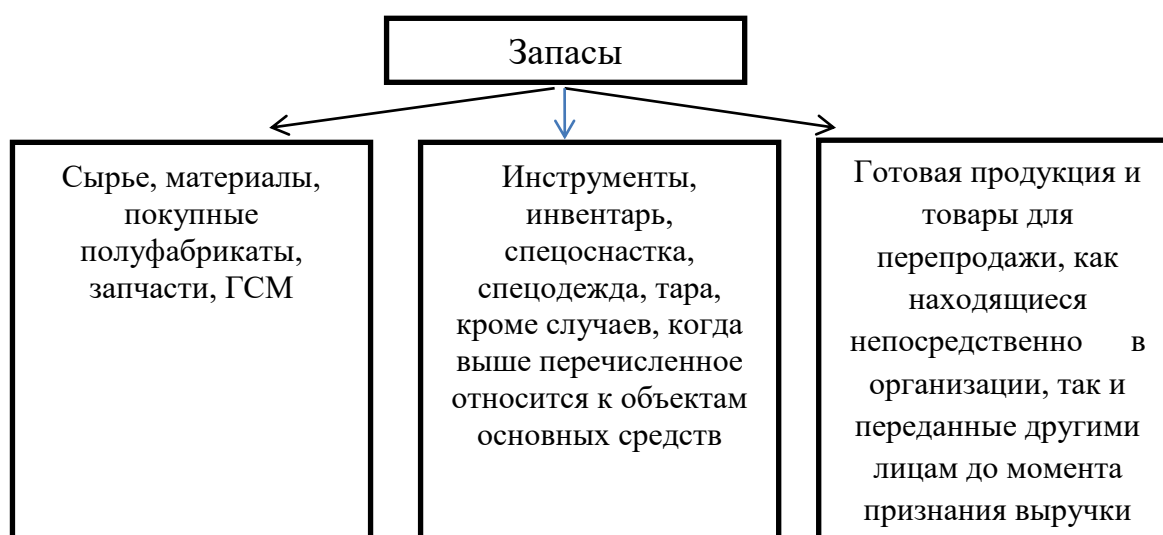 Запасы
Сырье, материалы,
покупные
полуфабрикаты,
запчасти, ГСМ
Инструменты,
инвентарь,
спецоснастка,
спецодежда, тара,
кроме случаев, когда
выше перечисленное
относится к объектам
основных средств
Готовая продукция и
товары для
перепродажи, как
находящиеся
непосредственно в
организации, так и
переданные другими
лицам до момента
признания выручки